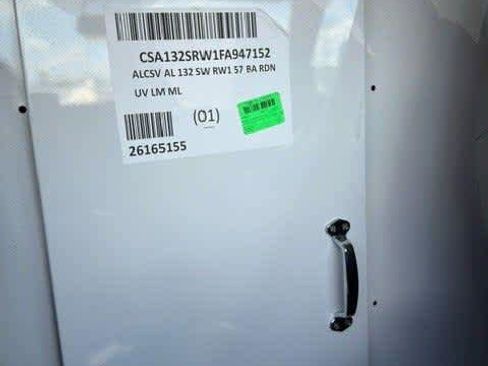 CSA132SRW1FA947152
ALCSV AL 132 SW RW1 57 BA RDN
UV LM ML
(01)
26165155